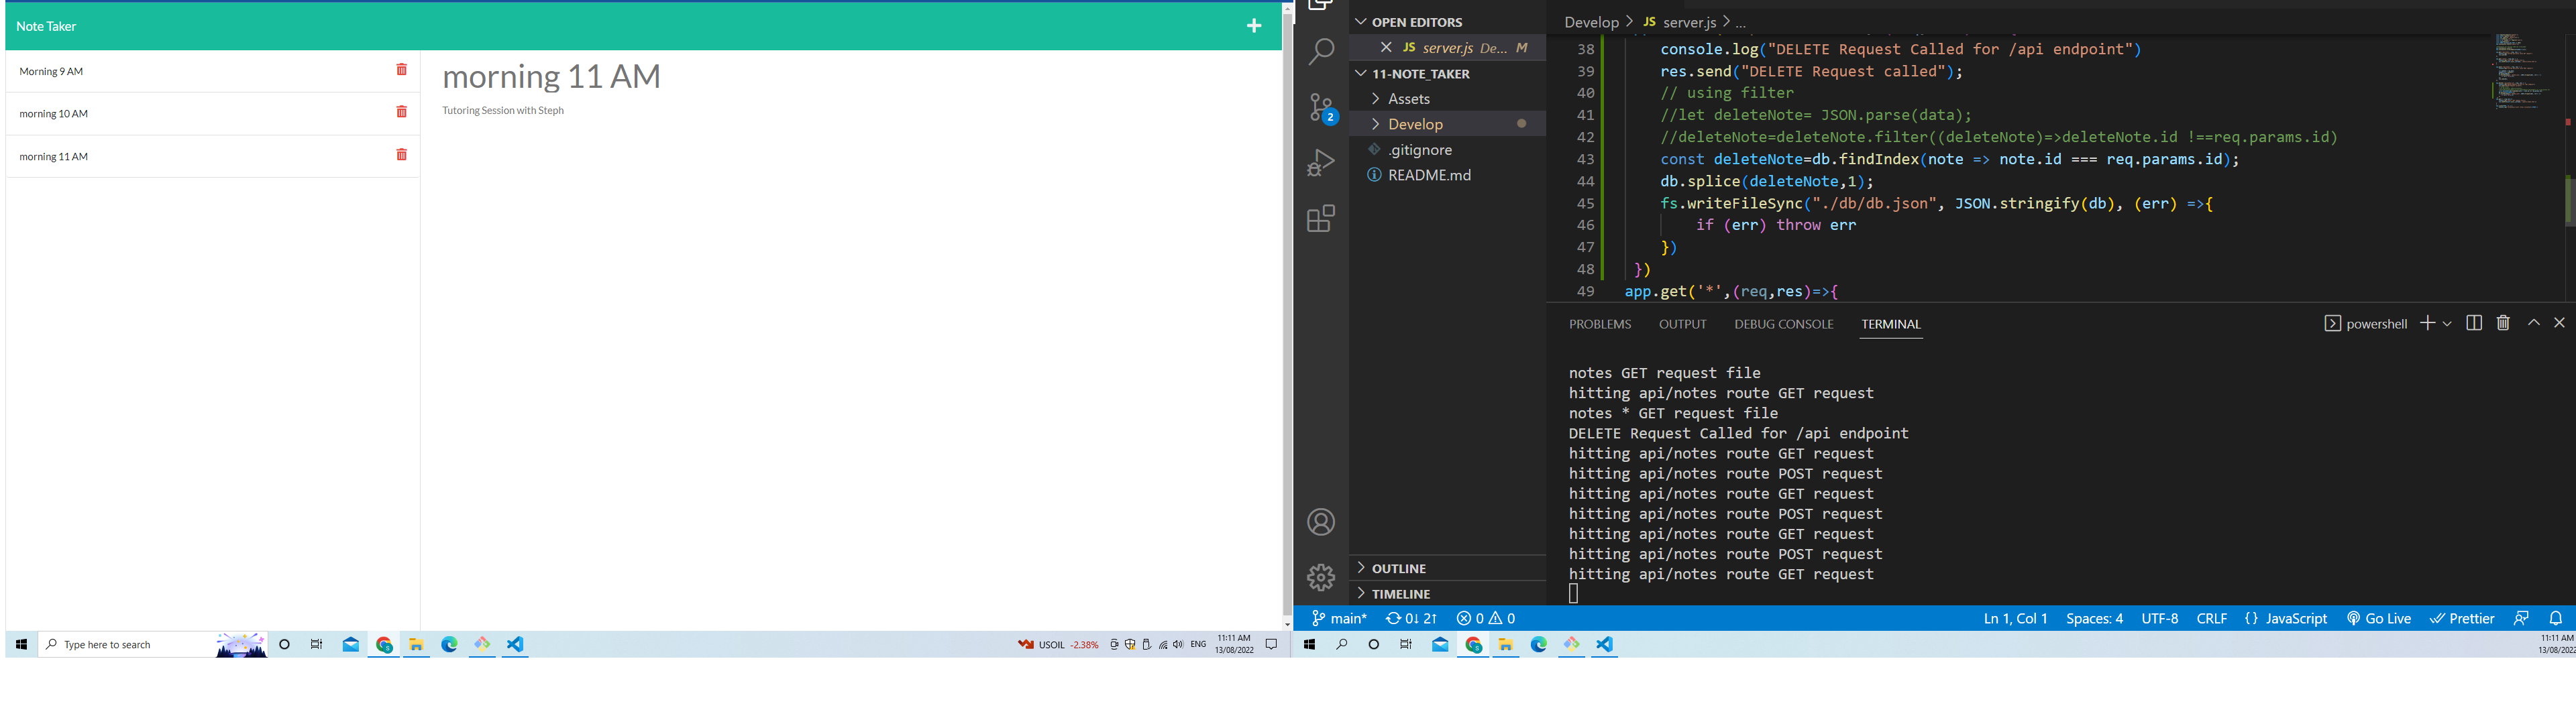 Note Taker
Morning 9 AM
morning 10 AM
morning 11 AM
morning 11 AM
Tutoring Session with Steph
Type here to search
USOIL -2.38%
ENG
11:11 AM
13/08/2022
OPEN EDITORS
JS server.js De... M
11-NOTE_TAKER
Assets
Develop
.gitignore
README.md
2
OUTLINE
TIMELINE
Develop > JS server.js > ...
38 console.log("DELETE Request Called for /api endpoint")
39 res.send("DELETE Request called");
40 // using filter
41 //let deleteNote= JSON.parse(data);
42 //deleteNote=deleteNote.filter((deleteNote)=>deleteNote.id !==req.params.id)
43 const deleteNote=db.findIndex(note => note.id === req.params.id);
44 db.splice(deleteNote,1);
45 fs.writeFileSync("./db/db.json", JSON.stringify(db), (err) =>{
46 if (err) throw err
47 })
48 })
49 app.get('*',(req,res)=>{
PROBLEMS OUTPUT DEBUG CONSOLE TERMINAL
powershell
notes GET request file
hitting api/notes route GET request
notes * GET request file
DELETE Request Called for /api endpoint
hitting api/notes route GET request
hitting api/notes route POST request
hitting api/notes route GET request
hitting api/notes route POST request
hitting api/notes route GET request
hitting api/notes route POST request
hitting api/notes route GET request
main* 0↓ 2↑ 0 0
Ln 1, Col 1 Spaces: 4 UTF-8 CRLF {} JavaScript Go Live Prettier
11:11 AM
13/08/2022